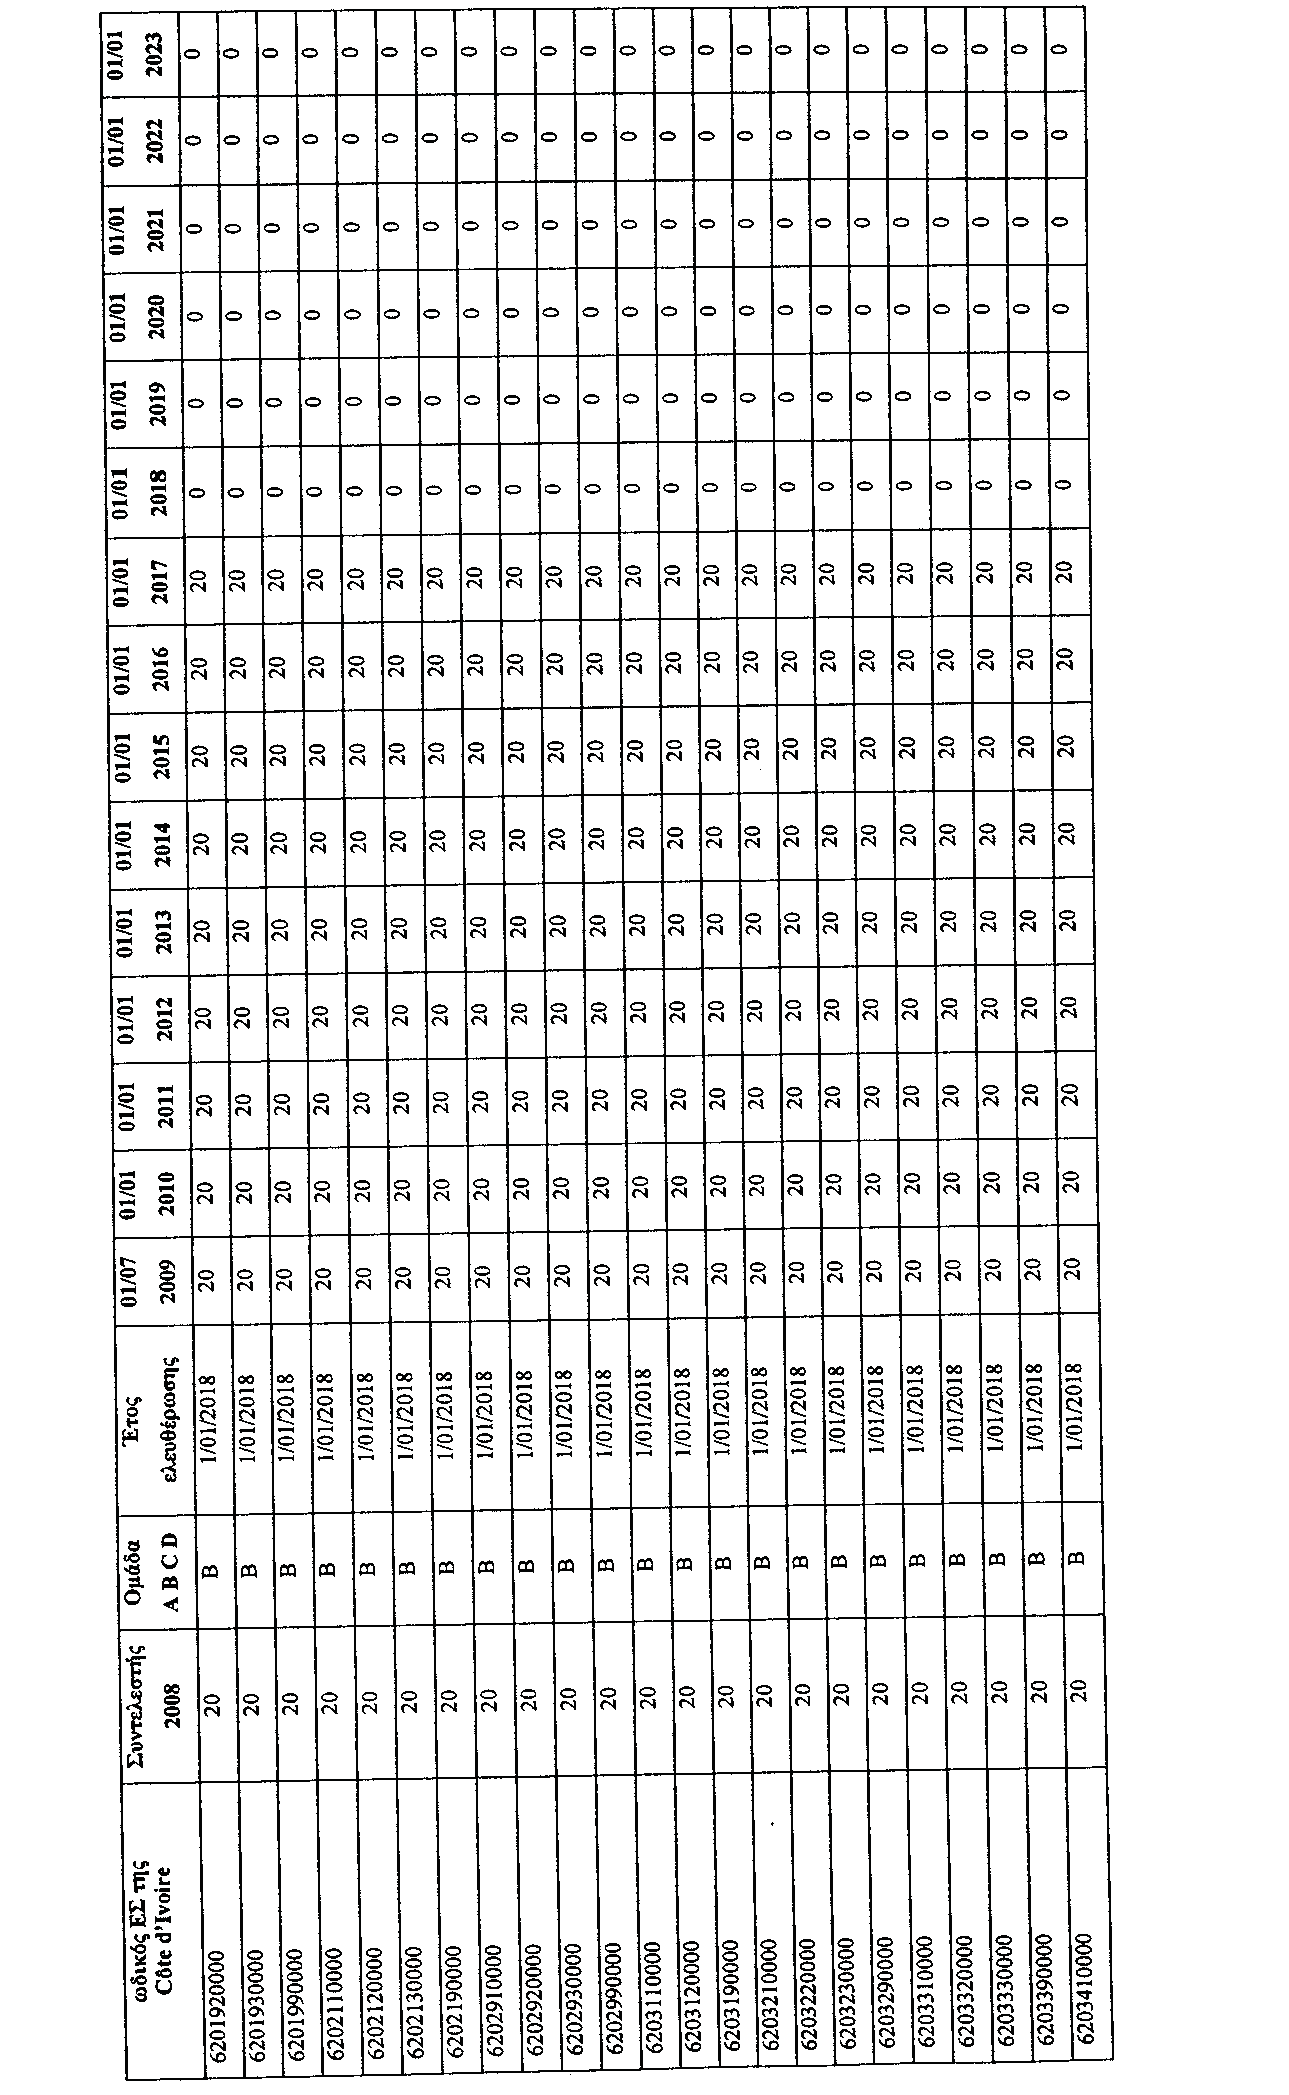 ωδικός ΕΣ της Συντελεστής Ομάδα Έτος 01/07 01/01 01/01 01/01 01/01 01/01 01/01 01/01 01/01 01/01 01/01 01/01 01/01 01/01 01/01
Côte d'Ivoire 2008 A B C D ελευθέρωσης 2009 2010 2011 2012 2013 2014 2015 2016 2017 2018 2019 2020 2021 2022 2023
6201920000 20 B 1/01/2018 20 20 20 20 20 20 20 20 20 0 0 0 0 0 0
6201930000 20 B 1/01/2018 20 20 20 20 20 20 20 20 20 0 0 0 0 0 0
6201990000 20 B 1/01/2018 20 20 20 20 20 20 20 20 20 0 0 0 0 0 0
6202110000 20 B 1/01/2018 20 20 20 20 20 20 20 20 20 0 0 0 0 0 0
6202120000 20 B 1/01/2018 20 20 20 20 20 20 20 20 20 0 0 0 0 0 0
6202130000 20 B 1/01/2018 20 20 20 20 20 20 20 20 20 0 0 0 0 0 0
6202190000 20 B 1/01/2018 20 20 20 20 20 20 20 20 20 0 0 0 0 0 0
6202910000 20 B 1/01/2018 20 20 20 20 20 20 20 20 20 0 0 0 0 0 0
6202920000 20 B 1/01/2018 20 20 20 20 20 20 20 20 20 0 0 0 0 0 0
6202930000 20 B 1/01/2018 20 20 20 20 20 20 20 20 20 0 0 0 0 0 0
6202990000 20 B 1/01/2018 20 20 20 20 20 20 20 20 20 0 0 0 0 0 0
6203110000 20 B 1/01/2018 20 20 20 20 20 20 20 20 20 0 0 0 0 0 0
6203120000 20 B 1/01/2018 20 20 20 20 20 20 20 20 20 0 0 0 0 0 0
6203190000 20 B 1/01/2018 20 20 20 20 20 20 20 20 20 0 0 0 0 0 0
6203210000 20 B 1/01/2018 20 20 20 20 20 20 20 20 20 0 0 0 0 0 0
6203220000 20 B 1/01/2018 20 20 20 20 20 20 20 20 20 0 0 0 0 0 0
6203230000 20 B 1/01/2018 20 20 20 20 20 20 20 20 20 0 0 0 0 0 0
6203290000 20 B 1/01/2018 20 20 20 20 20 20 20 20 20 0 0 0 0 0 0
6203310000 20 B 1/01/2018 20 20 20 20 20 20 20 20 20 0 0 0 0 0 0
6203320000 20 B 1/01/2018 20 20 20 20 20 20 20 20 20 0 0 0 0 0 0
6203330000 20 B 1/01/2018 20 20 20 20 20 20 20 20 20 0 0 0 0 0 0
6203390000 20 B 1/01/2018 20 20 20 20 20 20 20 20 20 0 0 0 0 0 0
6203410000 20 B 1/01/2018 20 20 20 20 20 20 20 20 20 0 0 0 0 0 0